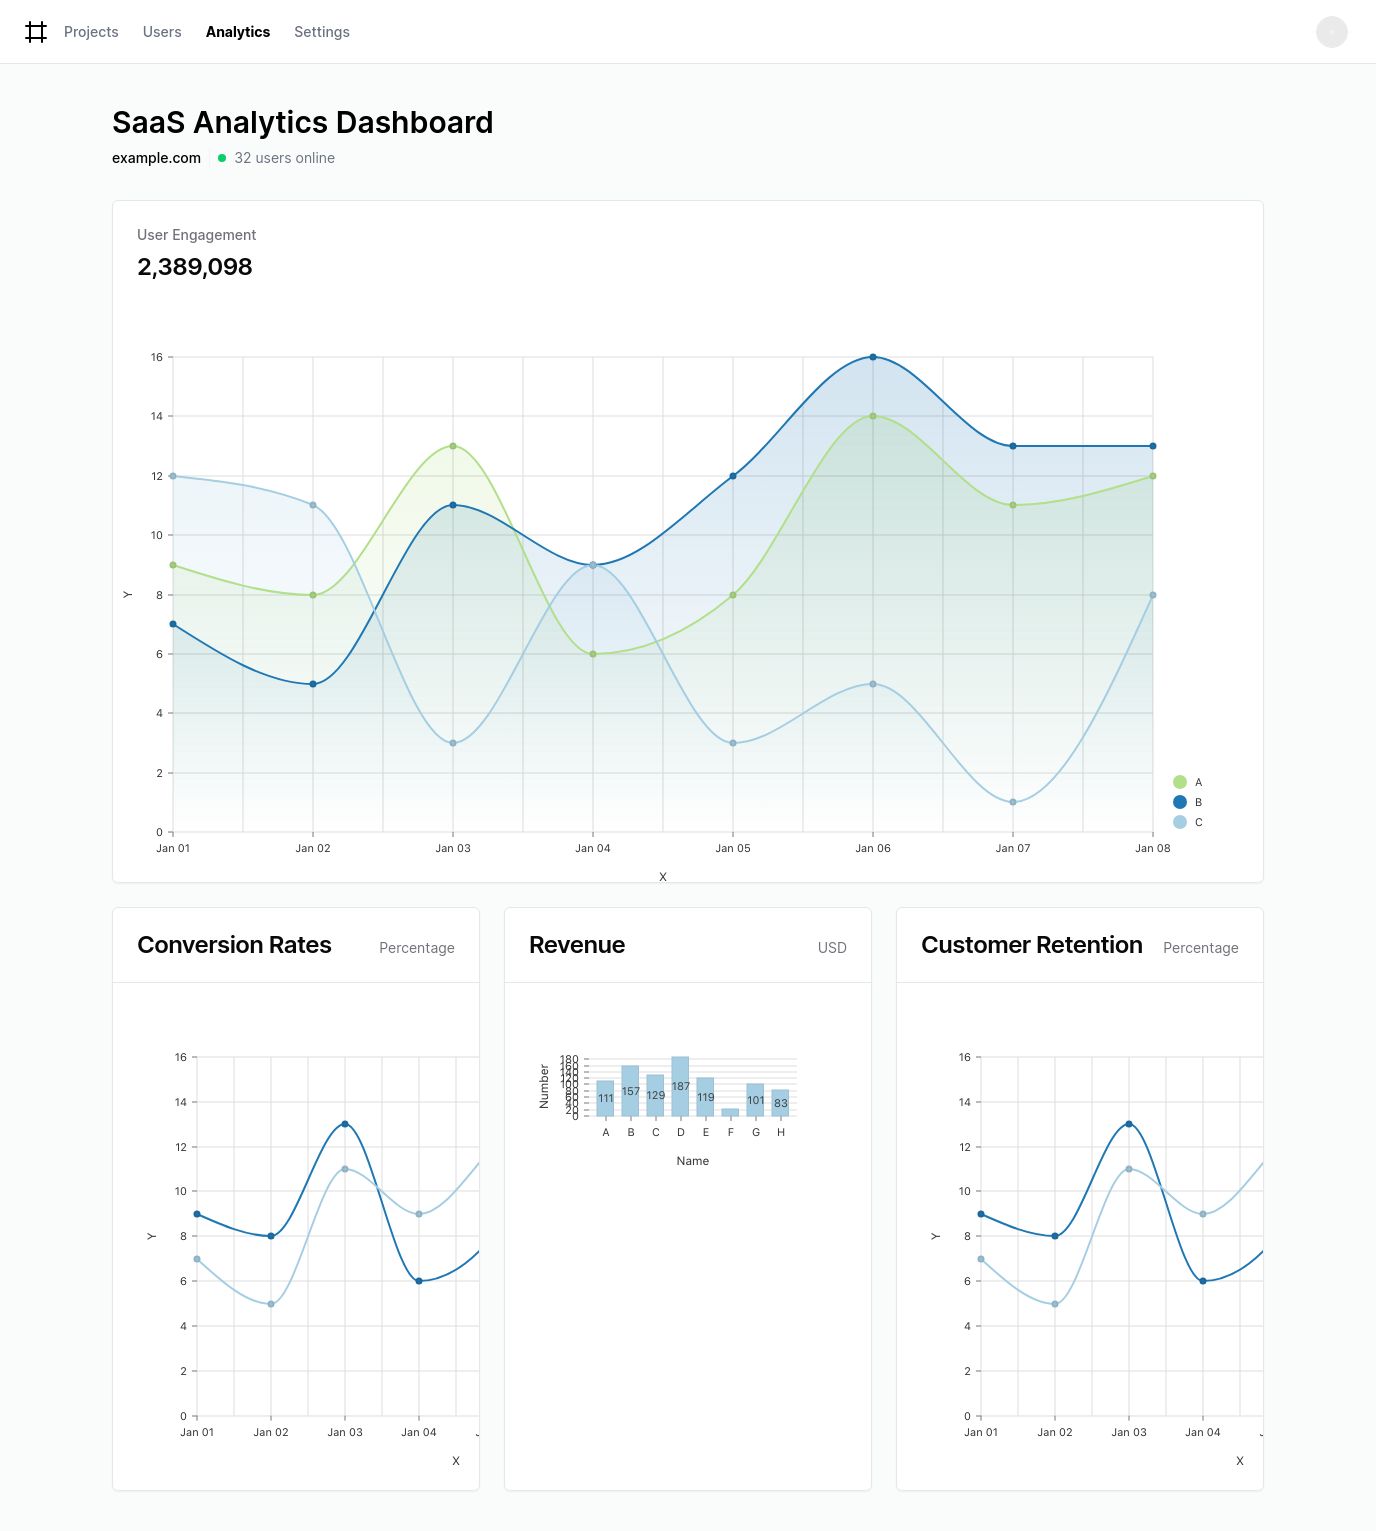 Projects Users Analytics Settings
SaaS Analytics Dashboard
example.com 32 users online
User Engagement
2,389,098
16
14
12
10
8
6
4
2
0
Y
Jan 01 Jan 02 Jan 03 Jan 04 Jan 05 Jan 06 Jan 07 Jan 08
X
A
B
C
Conversion Rates Percentage
16
14
12
10
8
6
4
2
0
Y
Jan 01 Jan 02 Jan 03 Jan 04
X
Revenue USD
180
160
140
120
100
80
60
40
20
0
Number
111 157 129 187 119 101 83
A B C D E F G H
Name
Customer Retention Percentage
16
14
12
10
8
6
4
2
0
Y
Jan 01 Jan 02 Jan 03 Jan 04
X